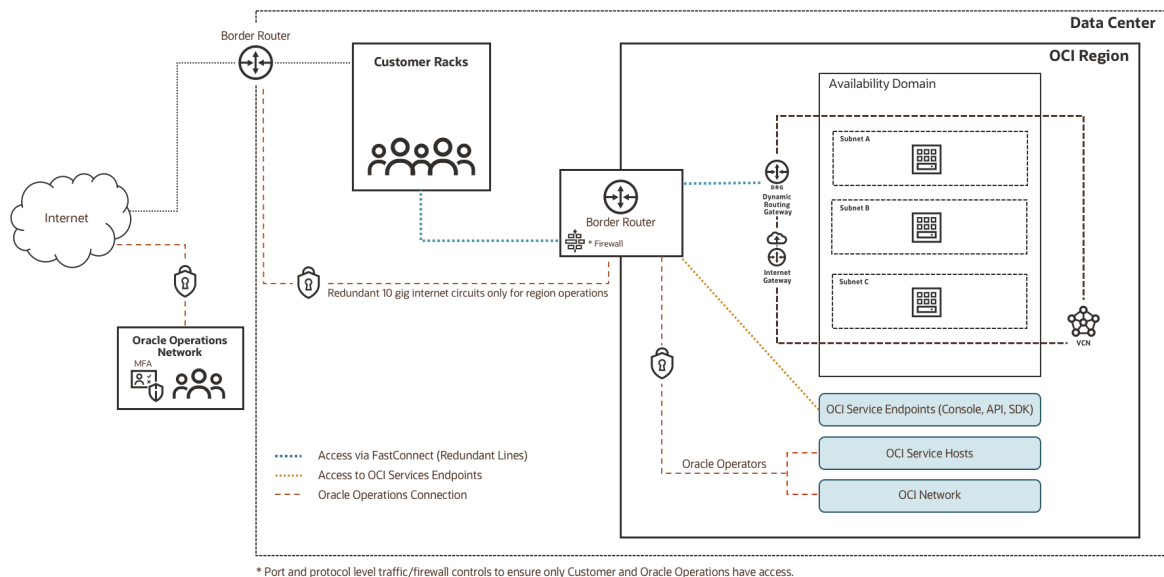 Data Center
Border Router
Customer Racks
OCI Region
Availability Domain
Subnet A
DRG
Dynamic
Routing
Gateway
Internet
Border Router
* Firewall
Subnet B
Internet
Gateway
Subnet C
Redundant 10 gig internet circuits only for region operations
VCN
Oracle Operations
Network
MFA
OCI Service Endpoints (Console, API, SDK)
Access via FastConnect (Redundant Lines)
Access to OCI Services Endpoints
Oracle Operations Connection
Oracle Operators
OCI Service Hosts
OCI Network
* Port and protocol level traffic/firewall controls to ensure only Customer and Oracle Operations have access.